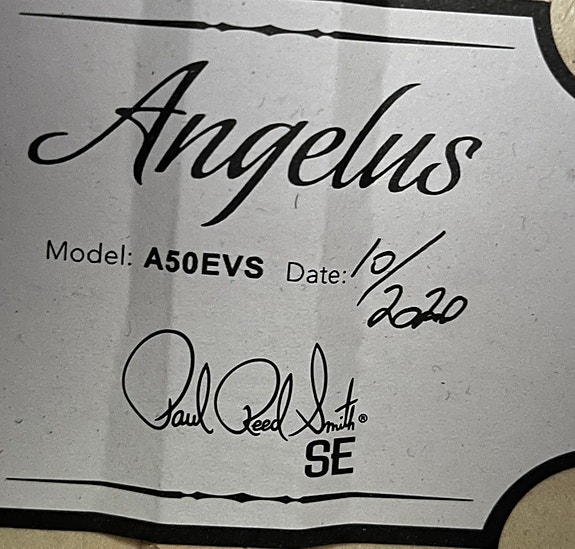 Angelus
Model: A50EVS Date: 10/
2020
Paul Reed Smith®
SE